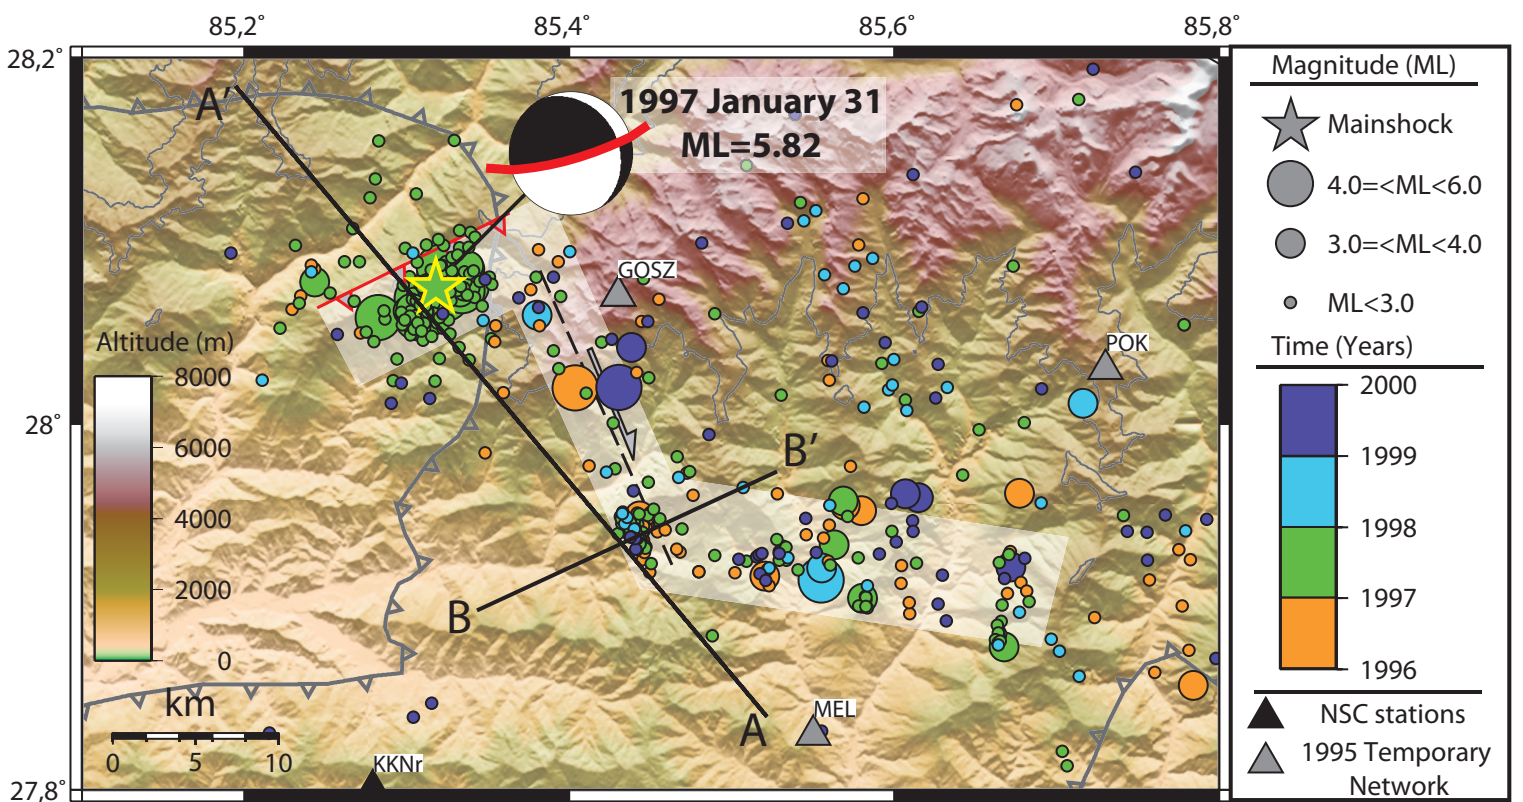 85,2°
85,4°
85,6°
85,8°
28,2°
28°
27,8°
A'
1997 January 31
ML=5.82
GOSZ
POK
B'
B
A
MEL
KKNr
Altitude (m)
8000
6000
4000
2000
0
km
0
5
10
Magnitude (ML)
Mainshock
4.0=<ML<6.0
3.0=<ML<4.0
ML<3.0
Time (Years)
2000
1999
1998
1997
1996
NSC stations
1995 Temporary
Network